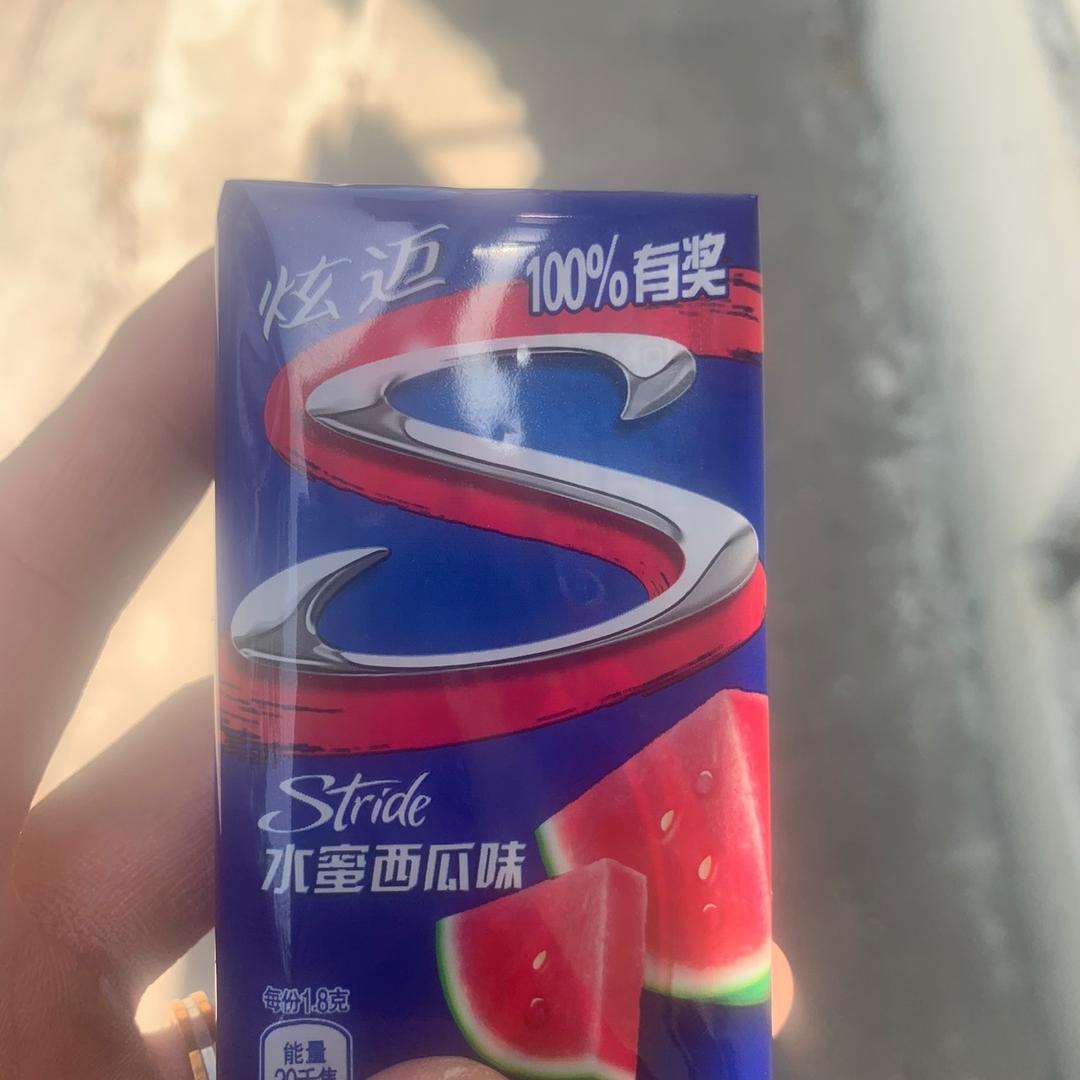 炫迈
100%有奖
Stride
水蜜西瓜味
每份1.8克
能量